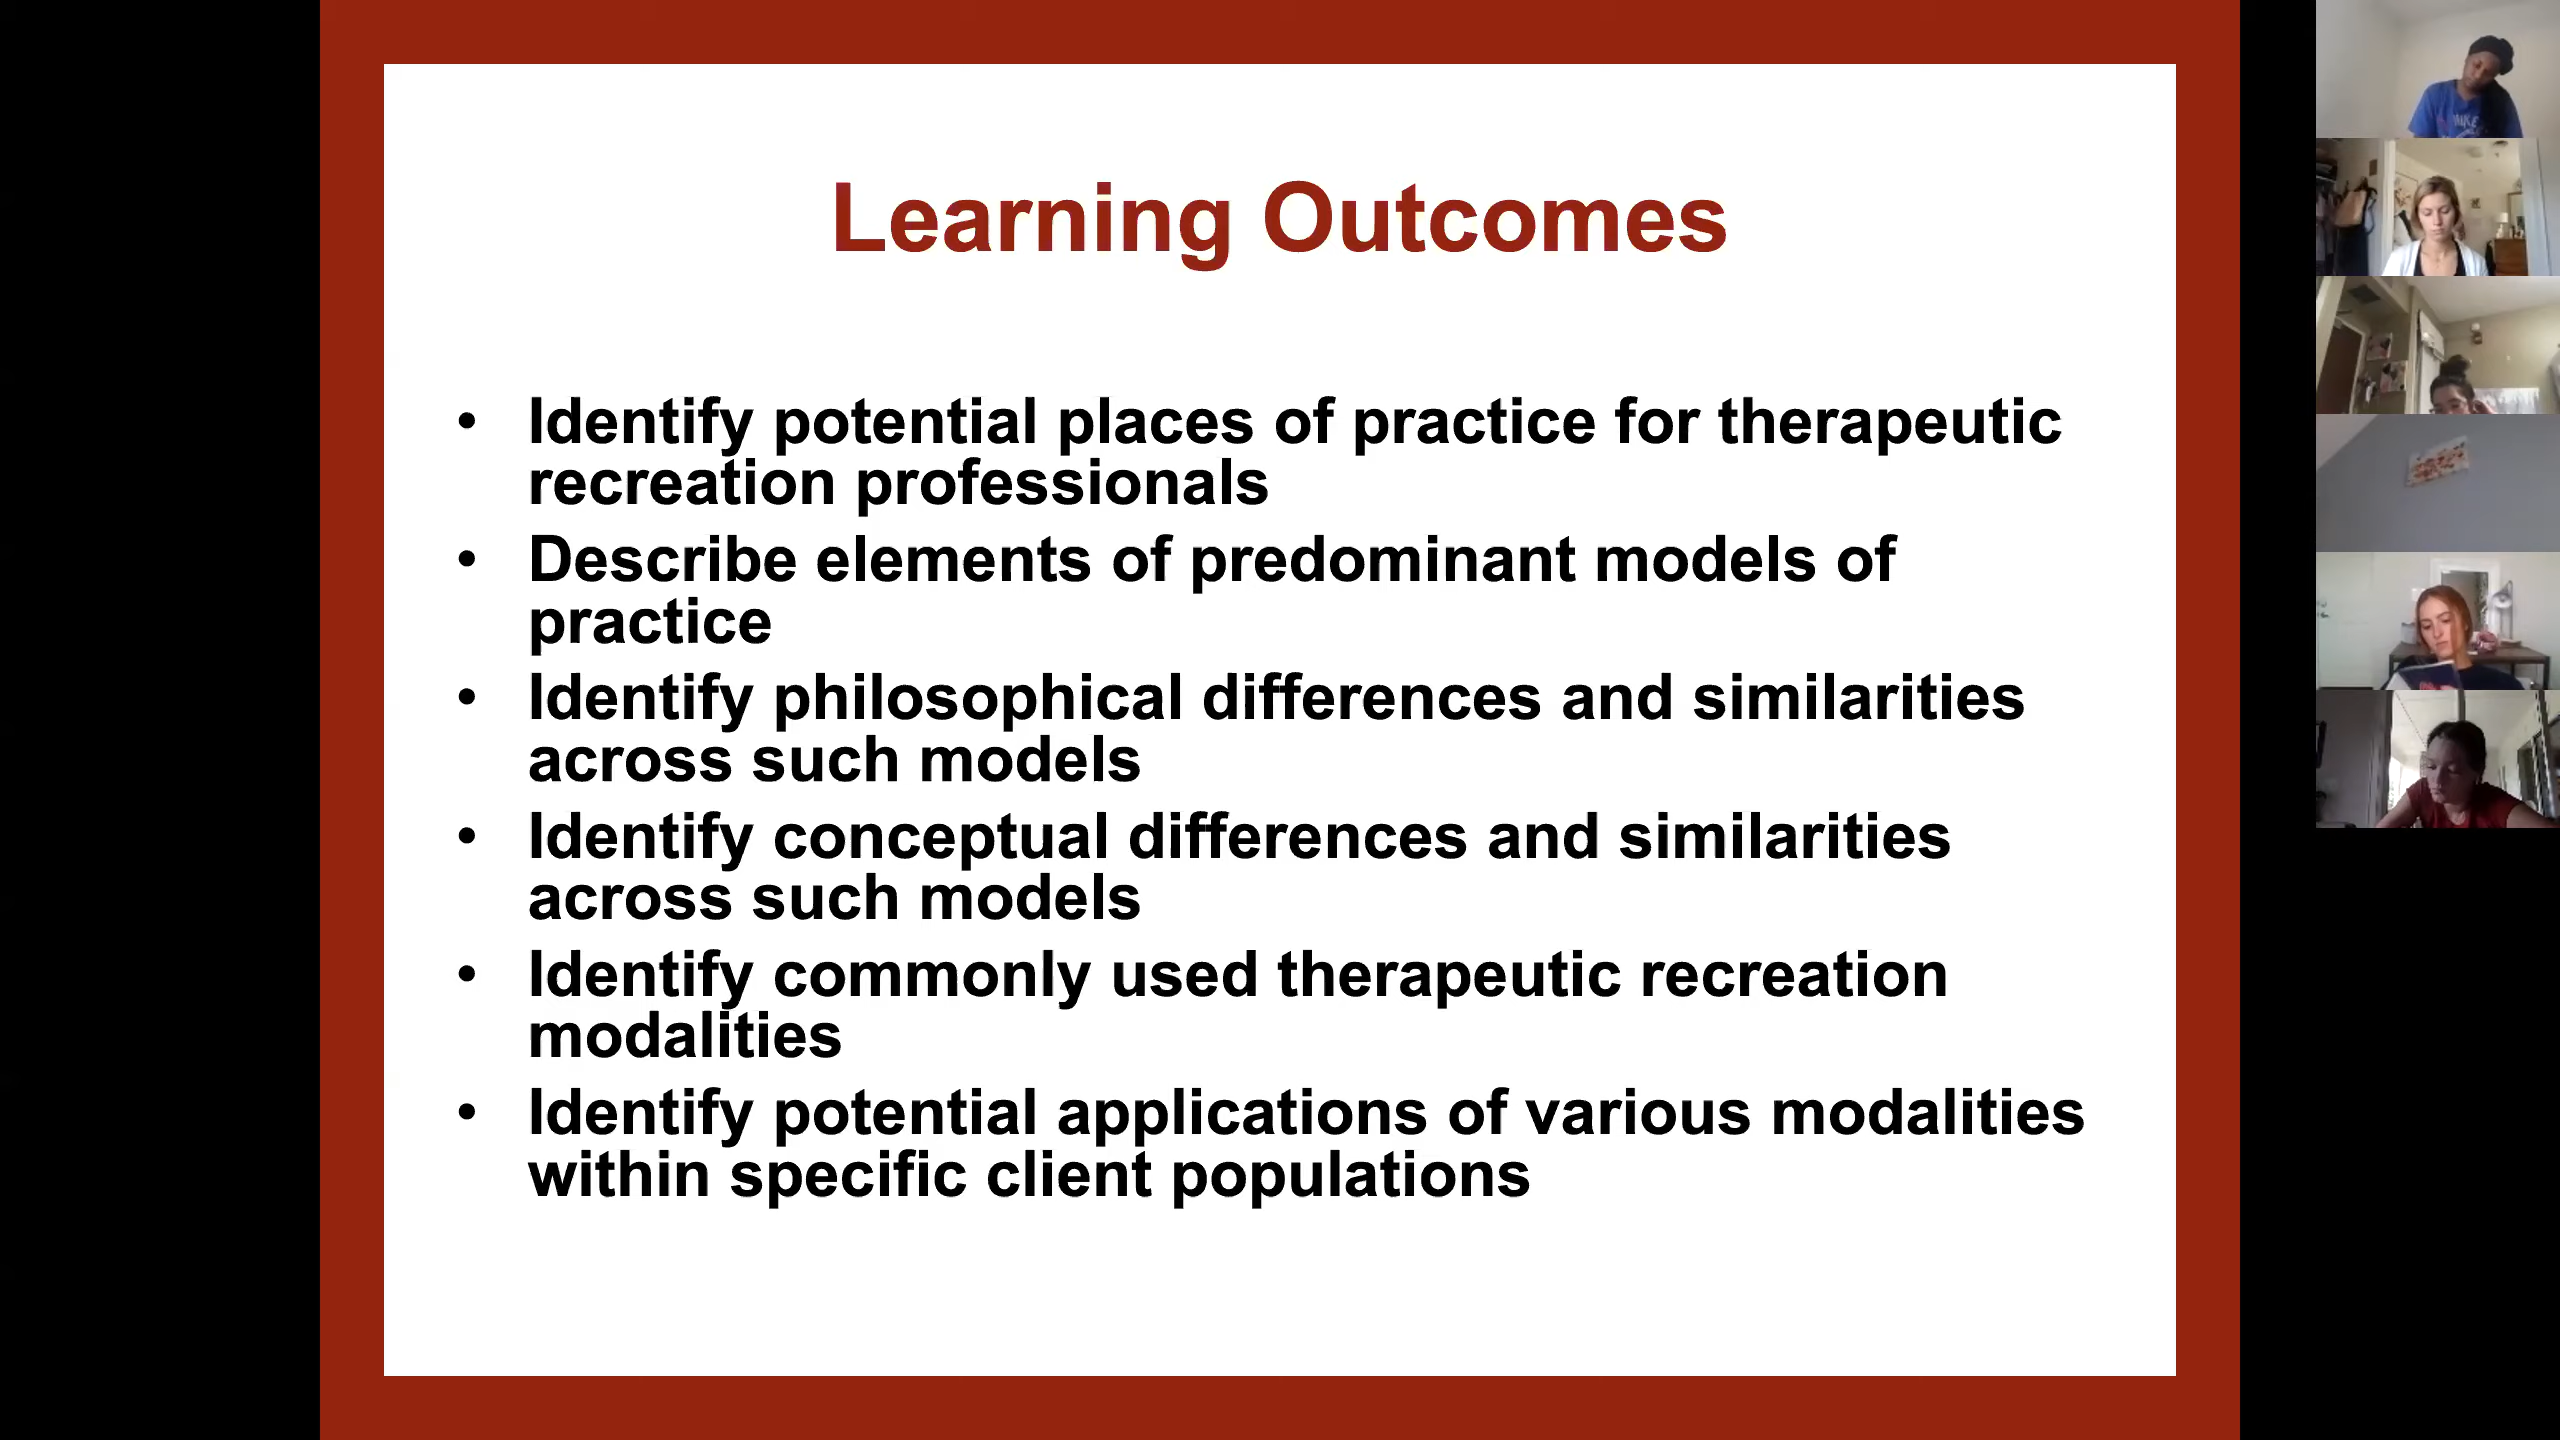 Learning Outcomes
• Identify potential places of practice for therapeutic
recreation professionals
• Describe elements of predominant models of
practice
• Identify philosophical differences and similarities
across such models
• Identify conceptual differences and similarities
across such models
• Identify commonly used therapeutic recreation
modalities
• Identify potential applications of various modalities
within specific client populations